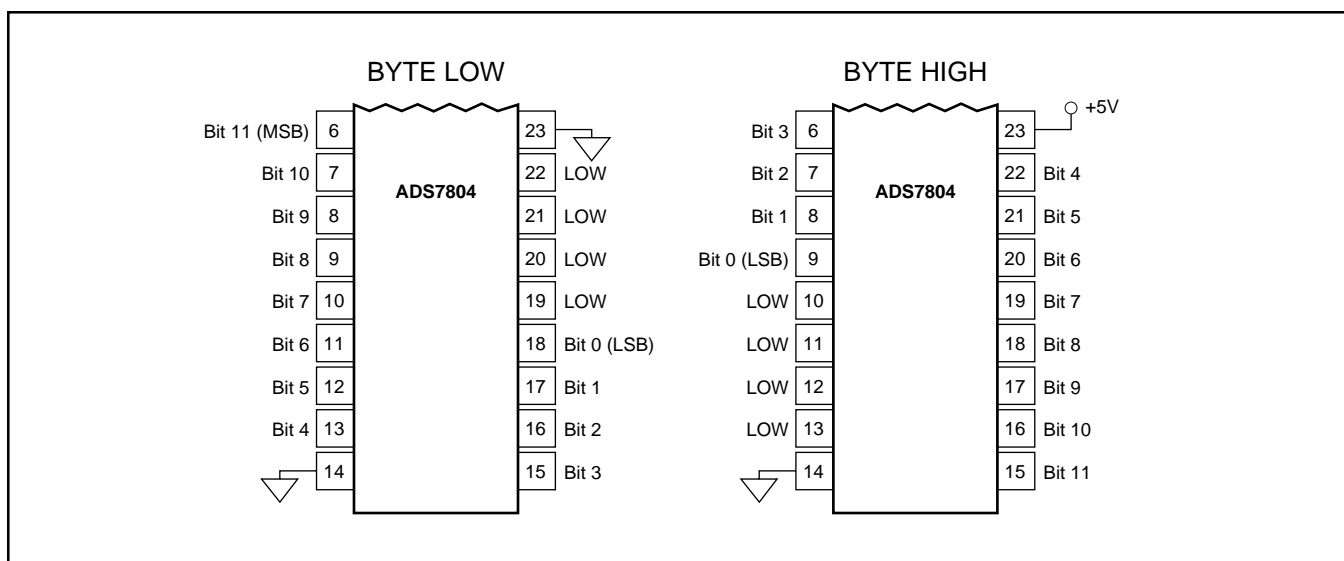 BYTE LOW
Bit 11 (MSB) 6
23
Bit 10 7
22 LOW
ADS7804
Bit 9 8
21 LOW
Bit 8 9
20 LOW
Bit 7 10
19 LOW
Bit 6 11
18 Bit 0 (LSB)
Bit 5 12
17 Bit 1
Bit 4 13
16 Bit 2
14
15 Bit 3
BYTE HIGH
+5V
Bit 3 6
23
Bit 2 7
22 Bit 4
ADS7804
Bit 1 8
21 Bit 5
Bit 0 (LSB) 9
20 Bit 6
LOW 10
19 Bit 7
LOW 11
18 Bit 8
LOW 12
17 Bit 9
LOW 13
16 Bit 10
14
15 Bit 11